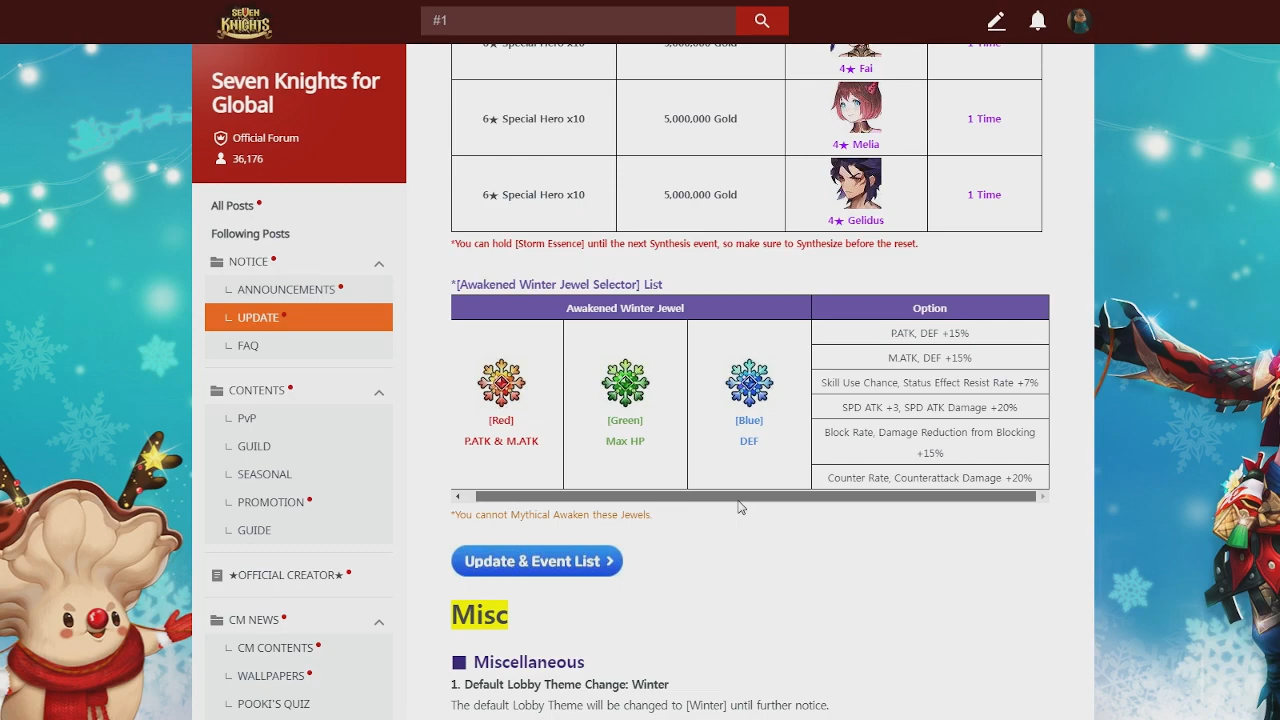 SEVEN KNIGHTS
#1
Seven Knights for Global
Official Forum
36,176
All Posts
Following Posts
NOTICE
ANNOUNCEMENTS
UPDATE
FAQ
CONTENTS
PvP
GUILD
SEASONAL
PROMOTION
GUIDE
★OFFICIAL CREATOR★
CM NEWS
CM CONTENTS
WALLPAPERS
POOKI'S QUIZ
4★ Fai
6★ Special Hero x10 5,000,000 Gold 1 Time
4★ Melia
6★ Special Hero x10 5,000,000 Gold 1 Time
4★ Gelidus
*You can hold [Storm Essence] until the next Synthesis event, so make sure to Synthesize before the reset.
*[Awakened Winter Jewel Selector] List
Awakened Winter Jewel Option
P.ATK, DEF +15%
M.ATK, DEF +15%
Skill Use Chance, Status Effect Resist Rate +7%
SPD ATK +3, SPD ATK Damage +20%
Block Rate, Damage Reduction from Blocking
+15%
Counter Rate, Counterattack Damage +20%
[Red] [Green] [Blue]
P.ATK & M.ATK Max HP DEF
*You cannot Mythical Awaken these Jewels.
Update & Event List >
Misc
■ Miscellaneous
1. Default Lobby Theme Change: Winter
The default Lobby Theme will be changed to [Winter] until further notice.